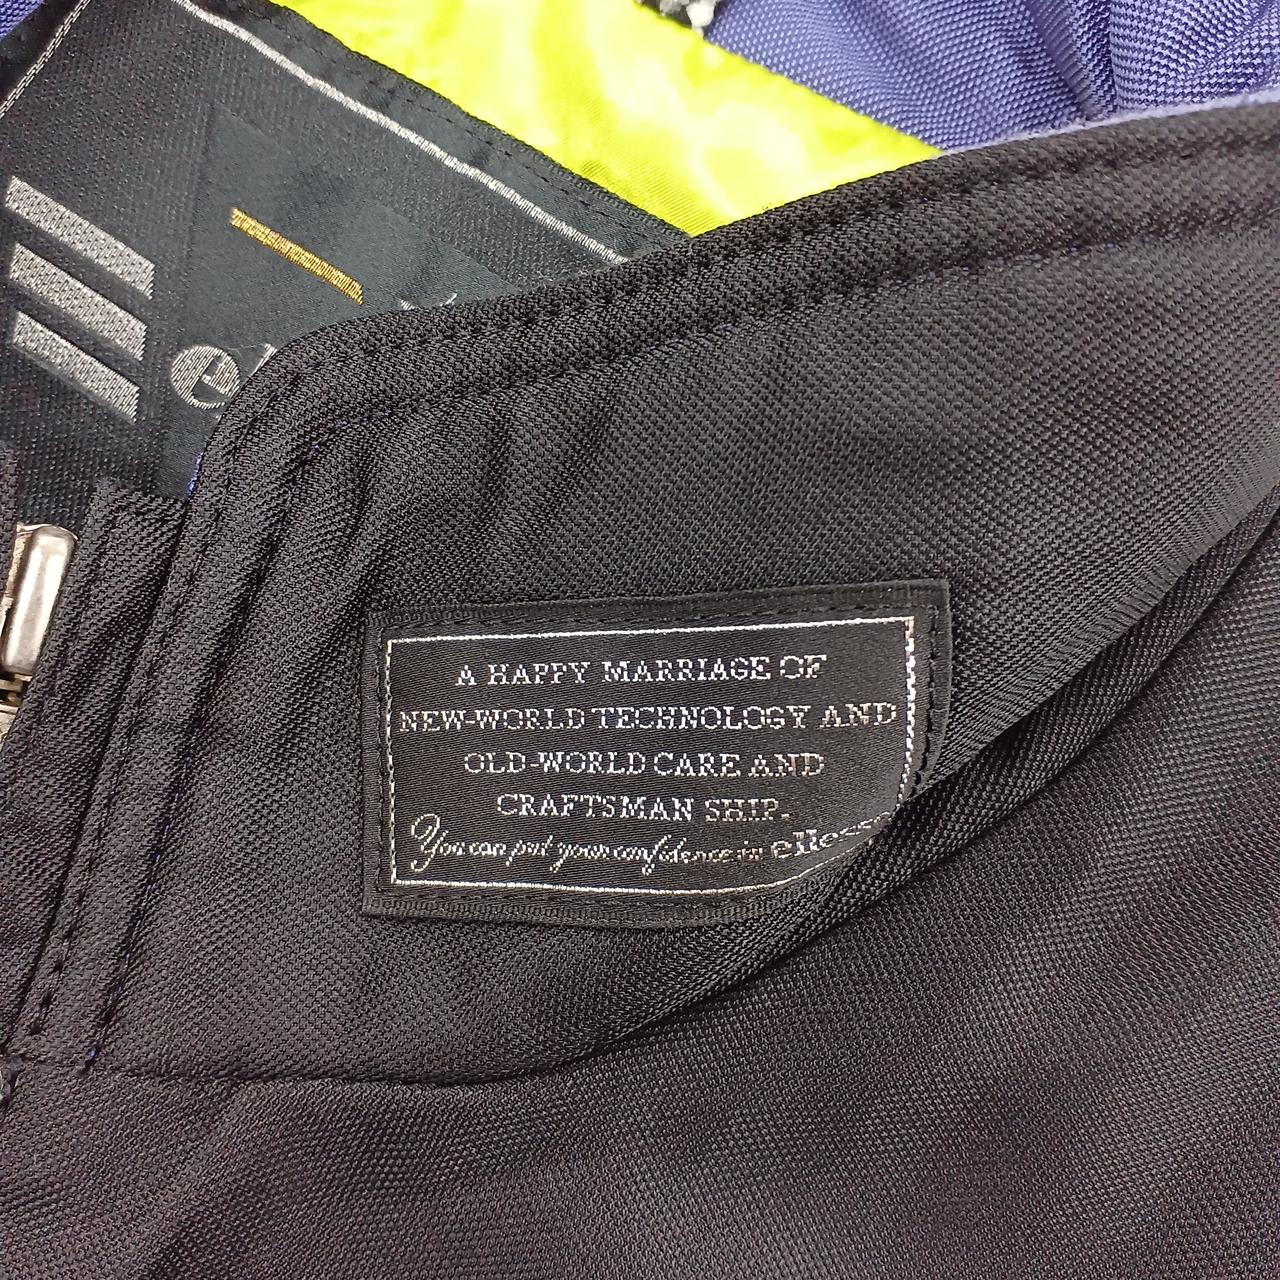 A HAPPY MARRIAGE OF
NEW-WORLD TECHNOLOGY AND
OLD-WORLD CARE AND
CRAFTSMAN SHIP.
You can put your confidence in ellesse